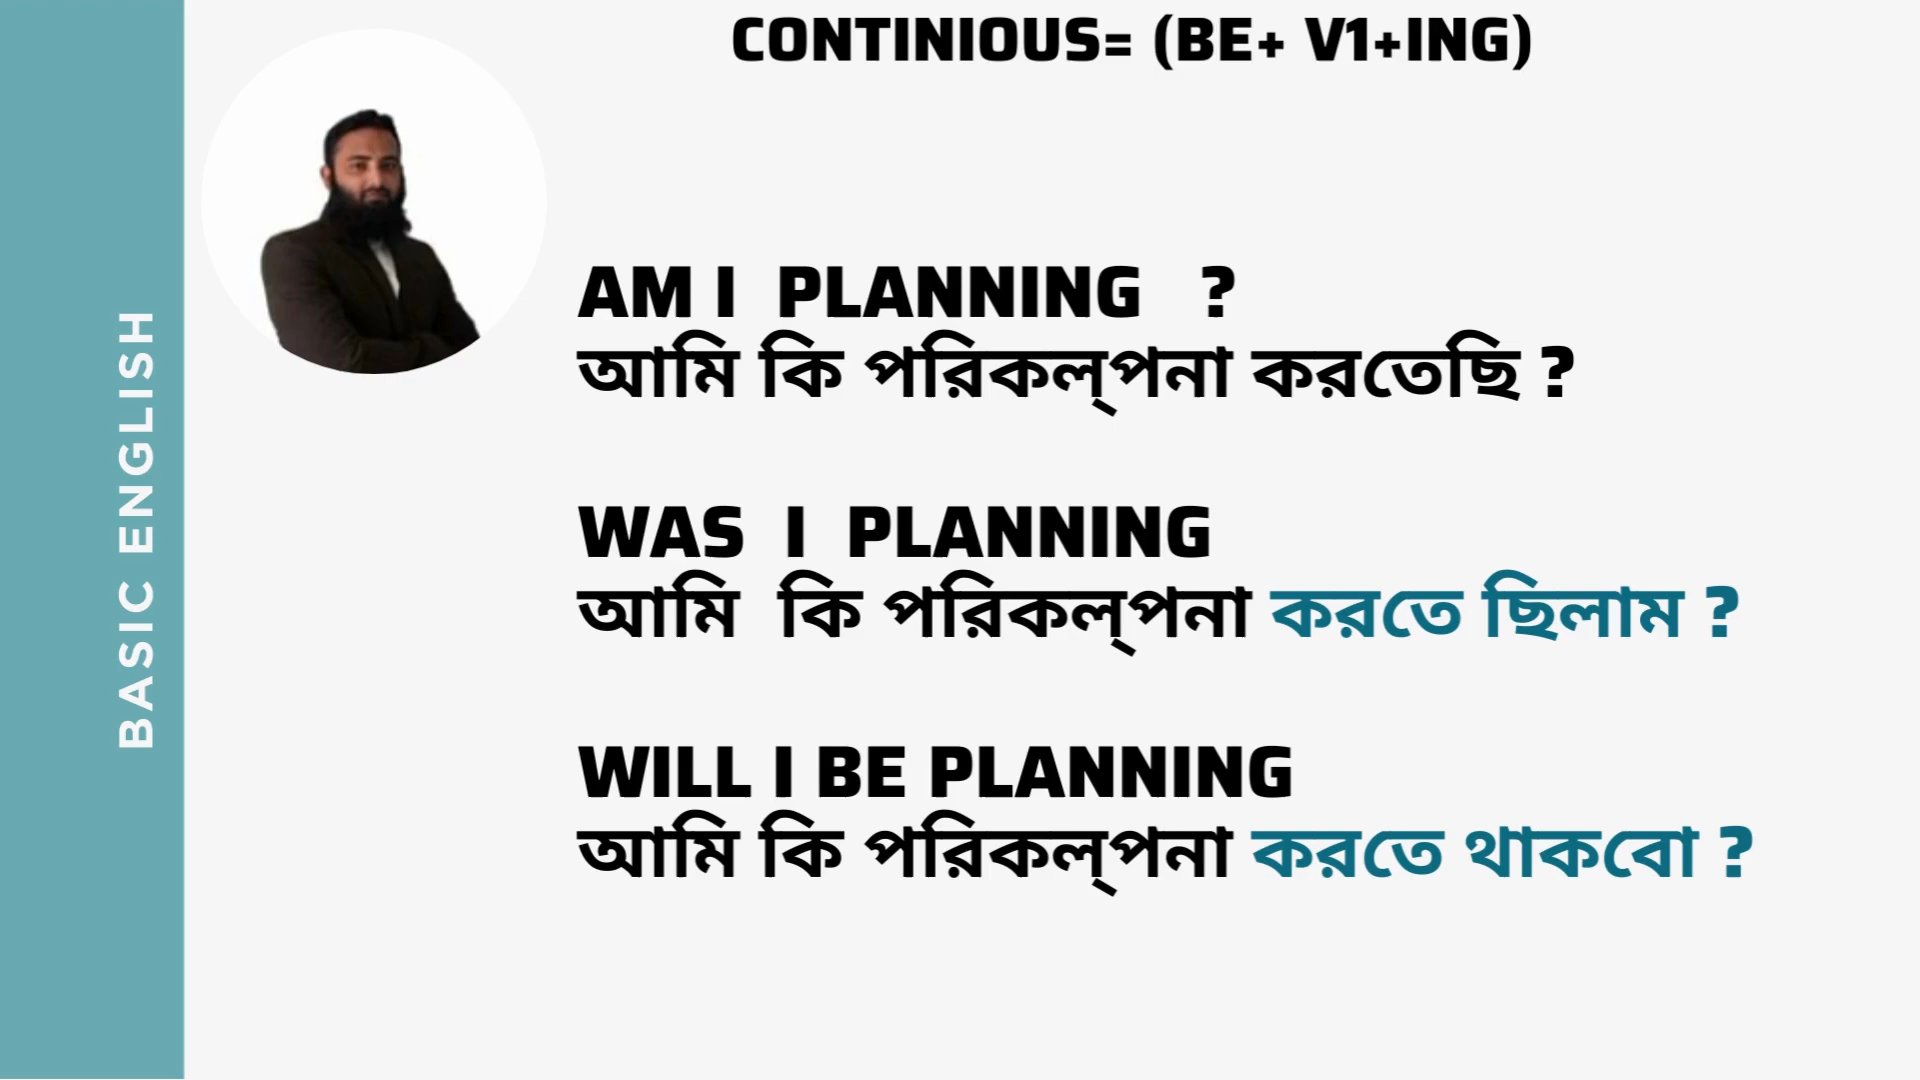 CONTINIOUS= (BE+ V1+ING)
BASIC ENGLISH
AM I PLANNING ?
আমি কি পরিকল্পনা করতেছি ?
WAS I PLANNING
আমি কি পরিকল্পনা করতে ছিলাম ?
WILL I BE PLANNING
আমি কি পরিকল্পনা করতে থাকবো ?